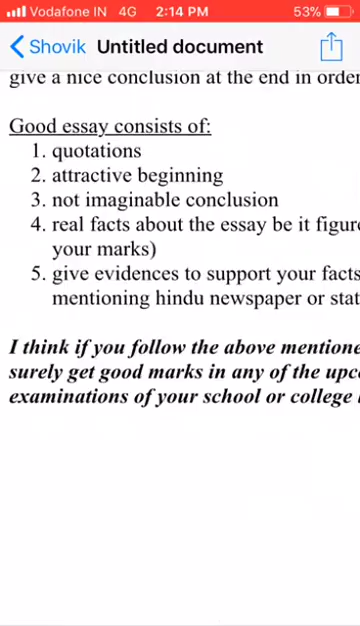 Vodafone IN 4G 2:14 PM 53%
Shovik Untitled document
give a nice conclusion at the end in order
Good essay consists of:
1. quotations
2. attractive beginning
3. not imaginable conclusion
4. real facts about the essay be it figur
your marks)
5. give evidences to support your facts
mentioning hindu newspaper or stat
I think if you follow the above mentione
surely get good marks in any of the upc
examinations of your school or college